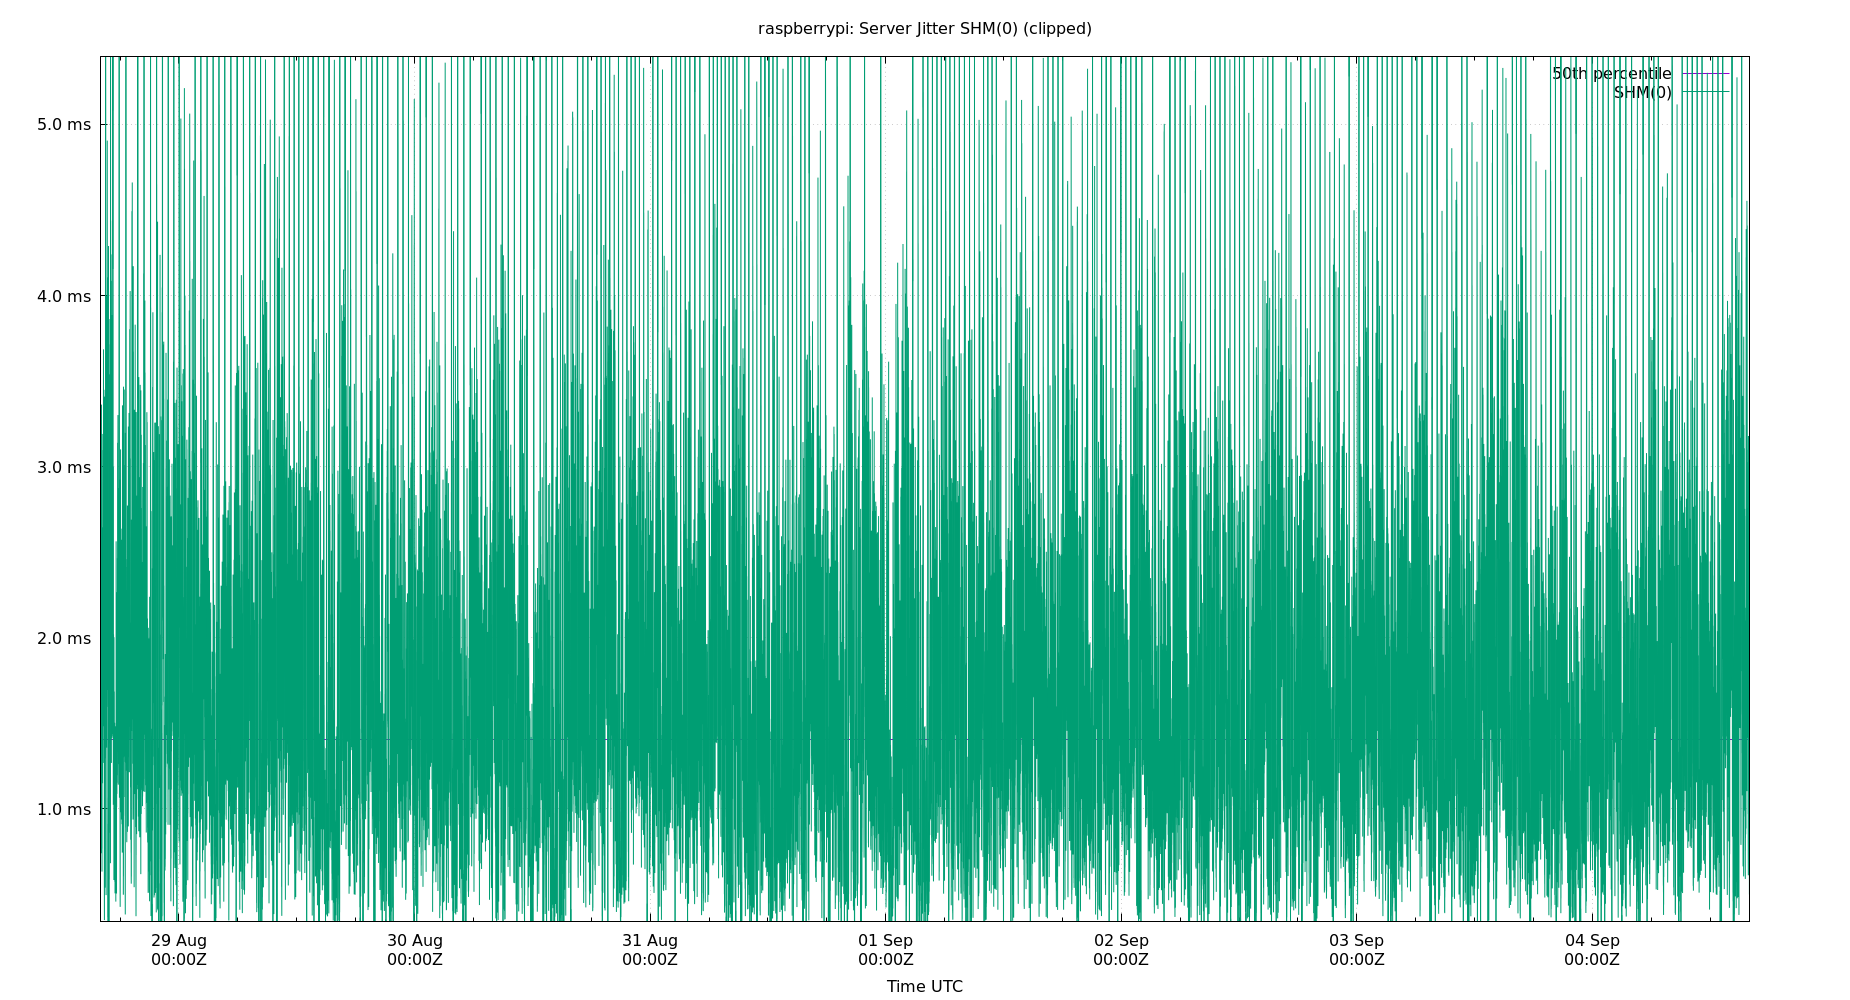 raspberrypi: Server Jitter SHM(0) (clipped)
50th percentile
SHM(0)
5.0 ms
4.0 ms
3.0 ms
2.0 ms
1.0 ms
29 Aug
00:00Z
30 Aug
00:00Z
31 Aug
00:00Z
01 Sep
00:00Z
02 Sep
00:00Z
03 Sep
00:00Z
04 Sep
00:00Z
Time UTC